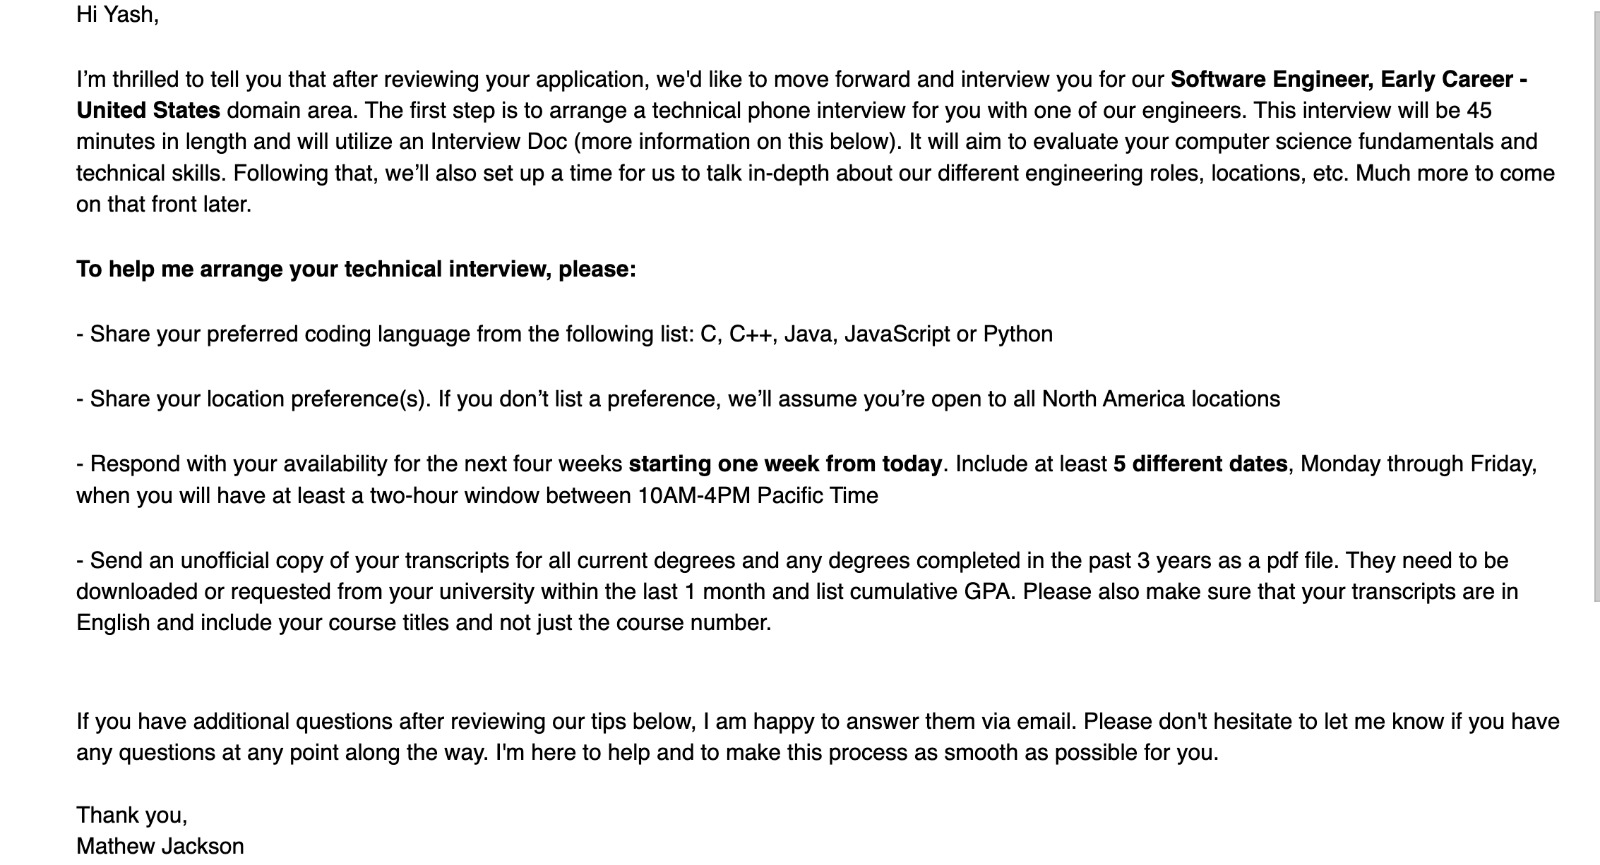 Hi Yash,
I’m thrilled to tell you that after reviewing your application, we'd like to move forward and interview you for our Software Engineer, Early Career -
United States domain area. The first step is to arrange a technical phone interview for you with one of our engineers. This interview will be 45
minutes in length and will utilize an Interview Doc (more information on this below). It will aim to evaluate your computer science fundamentals and
technical skills. Following that, we’ll also set up a time for us to talk in-depth about our different engineering roles, locations, etc. Much more to come
on that front later.
To help me arrange your technical interview, please:
- Share your preferred coding language from the following list: C, C++, Java, JavaScript or Python
- Share your location preference(s). If you don’t list a preference, we’ll assume you’re open to all North America locations
- Respond with your availability for the next four weeks starting one week from today. Include at least 5 different dates, Monday through Friday,
when you will have at least a two-hour window between 10AM-4PM Pacific Time
- Send an unofficial copy of your transcripts for all current degrees and any degrees completed in the past 3 years as a pdf file. They need to be
downloaded or requested from your university within the last 1 month and list cumulative GPA. Please also make sure that your transcripts are in
English and include your course titles and not just the course number.
If you have additional questions after reviewing our tips below, I am happy to answer them via email. Please don't hesitate to let me know if you have
any questions at any point along the way. I'm here to help and to make this process as smooth as possible for you.
Thank you,
Mathew Jackson